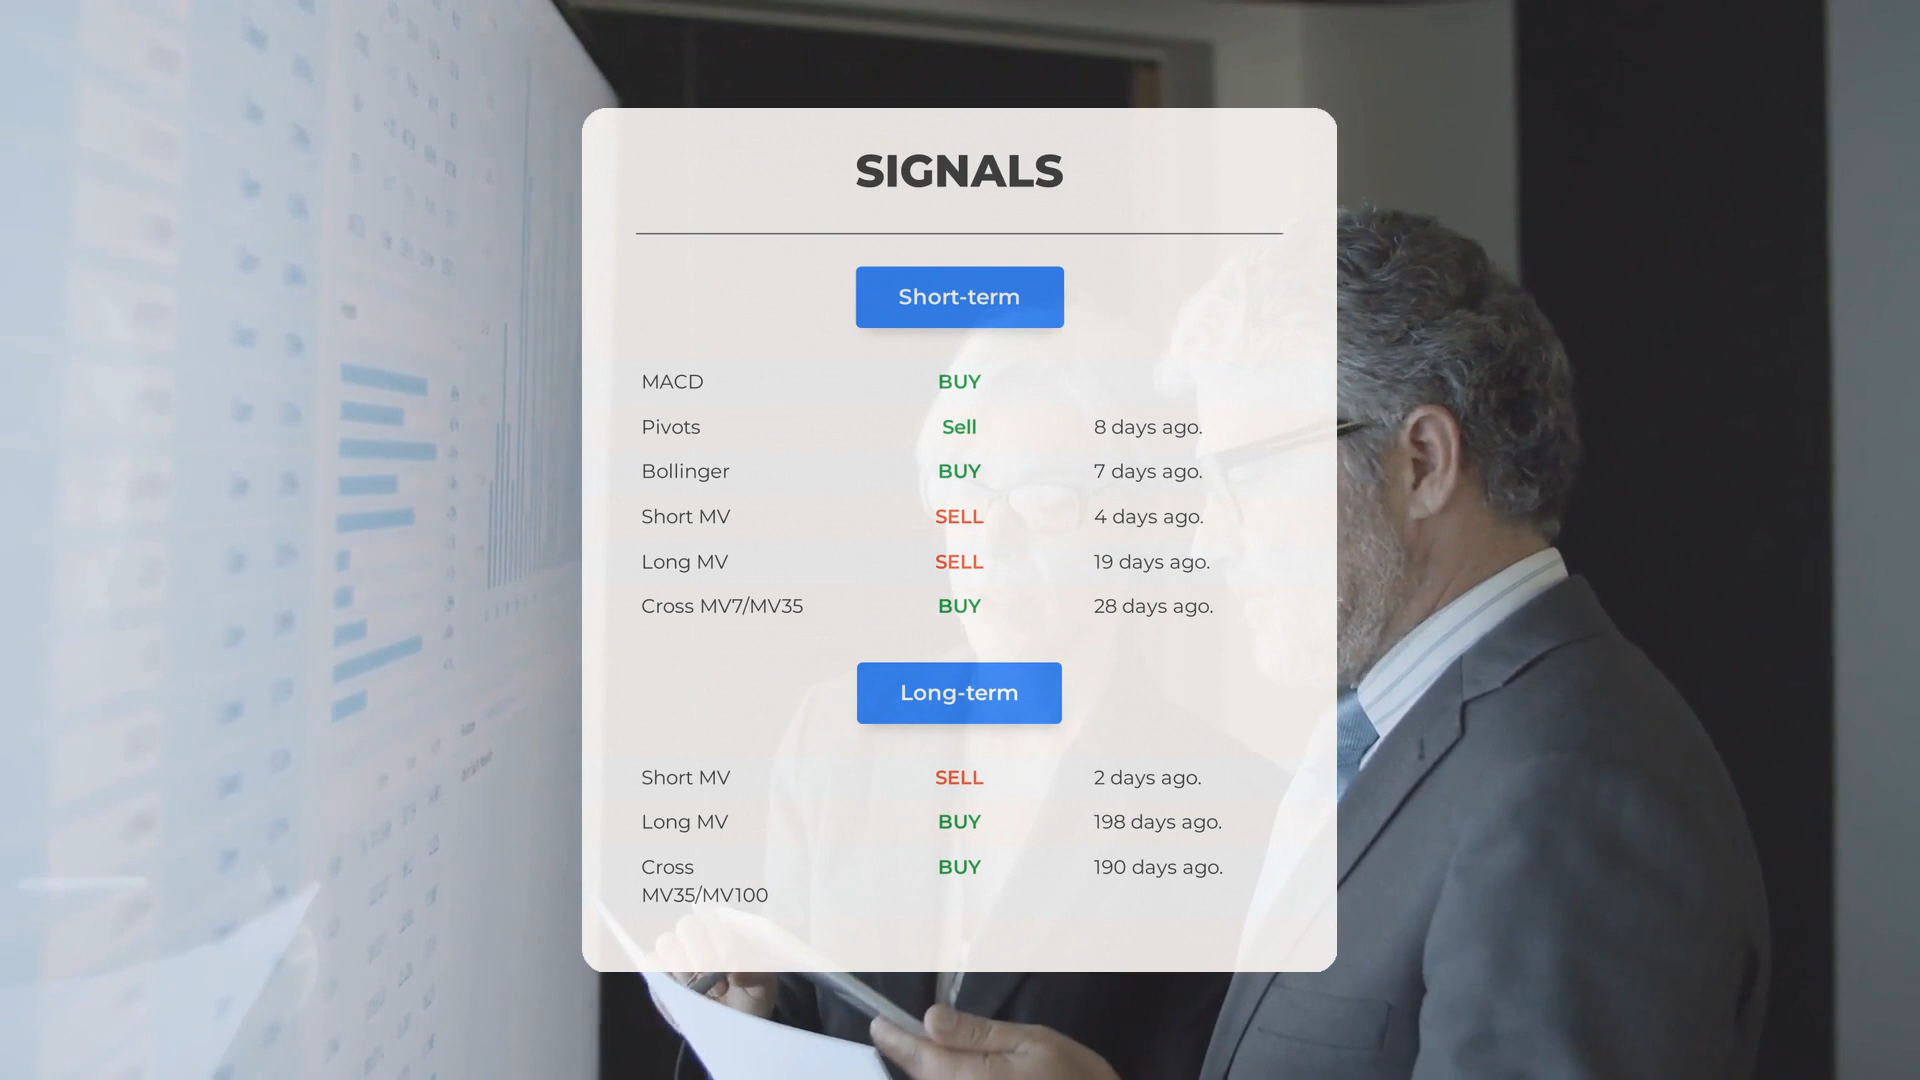 SIGNALS
Short-term
MACD BUY
Pivots Sell 8 days ago.
Bollinger BUY 7 days ago.
Short MV SELL 4 days ago.
Long MV SELL 19 days ago.
Cross MV7/MV35 BUY 28 days ago.
Long-term
Short MV SELL 2 days ago.
Long MV BUY 198 days ago.
Cross BUY 190 days ago.
MV35/MV100